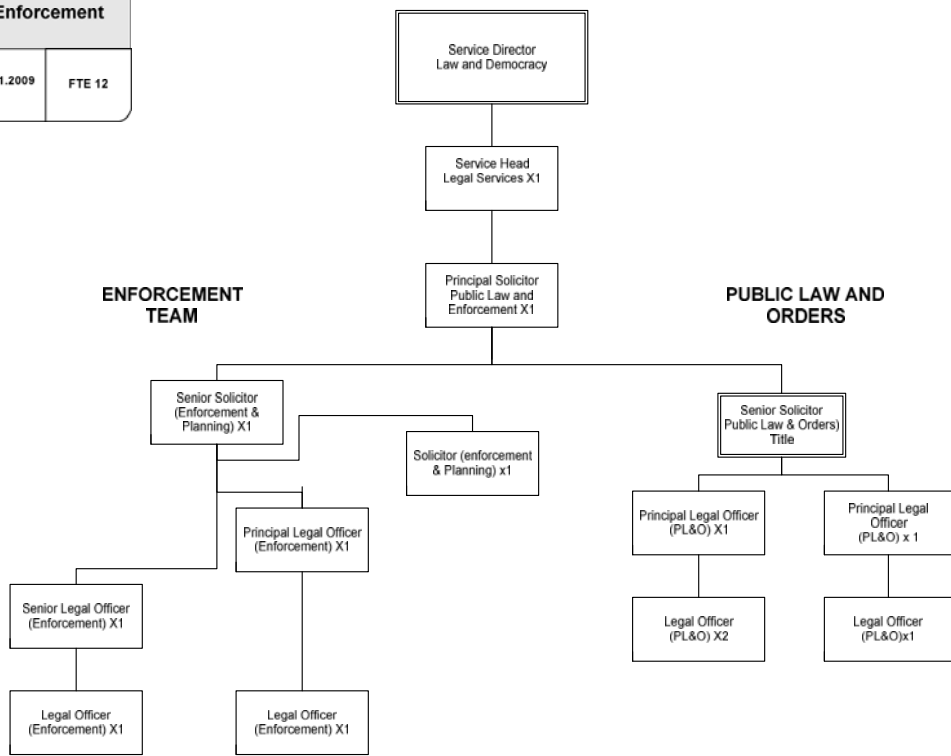 Enforcement
1.2009
FTE 12
Service Director
Law and Democracy
Service Head
Legal Services X1
Principal Solicitor
Public Law and
Enforcement X1
ENFORCEMENT
TEAM
PUBLIC LAW AND
ORDERS
Senior Solicitor
(Enforcement &
Planning) X1
Solicitor (enforcement
& Planning) x1
Senior Solicitor
Public Law & Orders)
Title
Principal Legal Officer
(Enforcement) X1
Principal Legal Officer
(PL&O) X1
Principal Legal
Officer
(PL&O) x 1
Senior Legal Officer
(Enforcement) X1
Legal Officer
(PL&O) X2
Legal Officer
(PL&O)x1
Legal Officer
(Enforcement) X1
Legal Officer
(Enforcement) X1